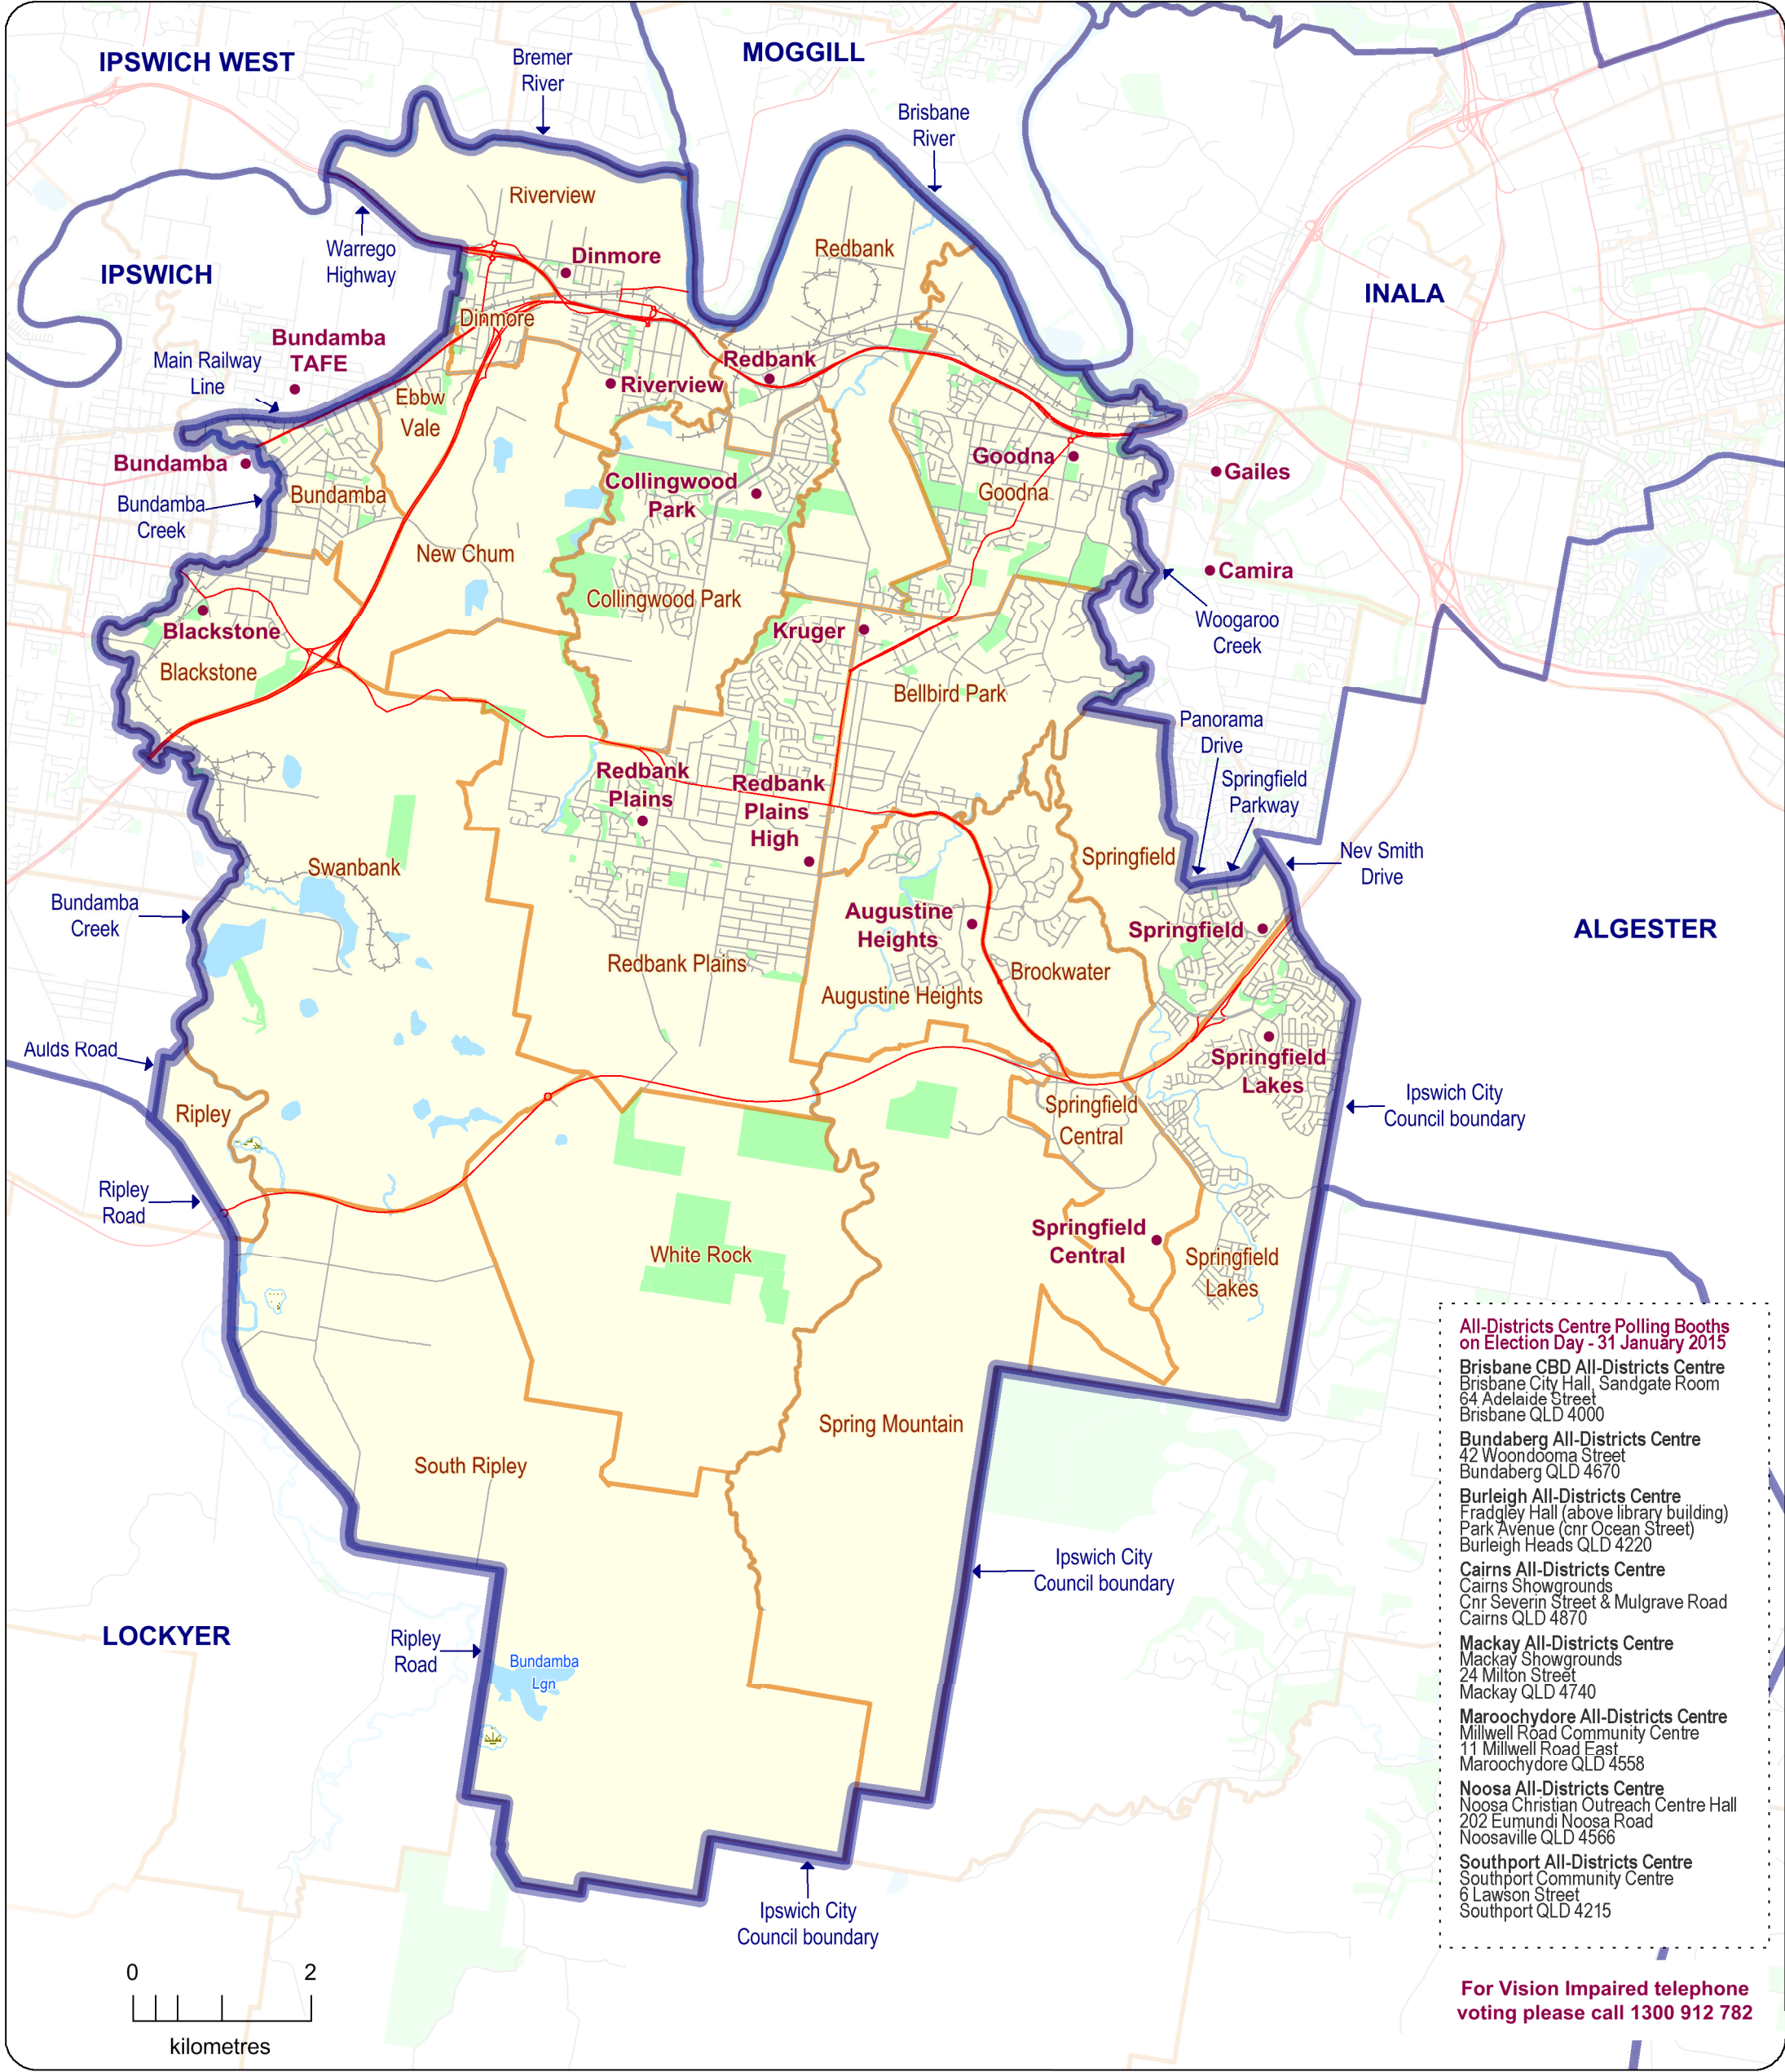 IPSWICH WEST
MOGGILL
Bremer
River
Brisbane
River
Riverview
Warrego
Highway
Redbank
Dinmore
IPSWICH
INALA
Dinmore
Bundamba
TAFE
Main Railway
Line
Redbank
Riverview
Ebbw
Vale
Bundamba
Goodna
Gailes
Collingwood
Park
Goodna
Bundamba
Bundamba
Creek
New Chum
Camira
Collingwood Park
Woogaroo
Creek
Blackstone
Kruger
Blackstone
Bellbird Park
Panorama
Drive
Springfield
Parkway
Redbank
Plains
Redbank
Plains
High
Nev Smith
Drive
Springfield
Swanbank
Bundamba
Creek
Augustine
Heights
Springfield
ALGESTER
Redbank Plains
Brookwater
Augustine Heights
Aulds Road
Springfield
Lakes
Ipswich City
Council boundary
Ripley
Springfield
Central
Ripley
Road
White Rock
Springfield
Central
Springfield
Lakes
Spring Mountain
South Ripley
Ipswich City
Council boundary
LOCKYER
Ripley
Road
Bundamba
Lgn
Ipswich City
Council boundary
0 2
kilometres
All-Districts Centre Polling Booths
on Election Day - 31 January 2015
Brisbane CBD All-Districts Centre
Brisbane City Hall, Sandgate Room
64 Adelaide Street
Brisbane QLD 4000
Bundaberg All-Districts Centre
42 Woondooma Street
Bundaberg QLD 4670
Burleigh All-Districts Centre
Fradgley Hall (above library building)
Park Avenue (cnr Ocean Street)
Burleigh Heads QLD 4220
Cairns All-Districts Centre
Cairns Showgrounds
Cnr Severin Street & Mulgrave Road
Cairns QLD 4870
Mackay All-Districts Centre
Mackay Showgrounds
24 Milton Street
Mackay QLD 4740
Maroochydore All-Districts Centre
Millwell Road Community Centre
11 Millwell Road East
Maroochydore QLD 4558
Noosa All-Districts Centre
Noosa Christian Outreach Centre Hall
202 Eumundi Noosa Road
Noosaville QLD 4566
Southport All-Districts Centre
Southport Community Centre
6 Lawson Street
Southport QLD 4215
For Vision Impaired telephone
voting please call 1300 912 782